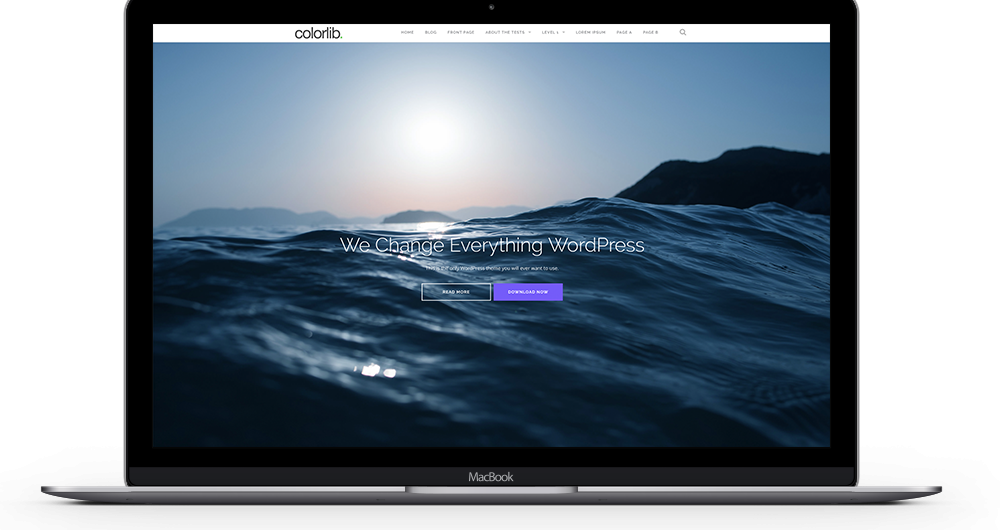 colorlib.
HOME BLOG FRONT PAGE ABOUT THE TESTS LEVEL 1 LOREM IPSUM PAGE A PAGE B
We Change Everything WordPress
This is the only WordPress theme you will ever want to use.
READ MORE DOWNLOAD NOW
MacBook